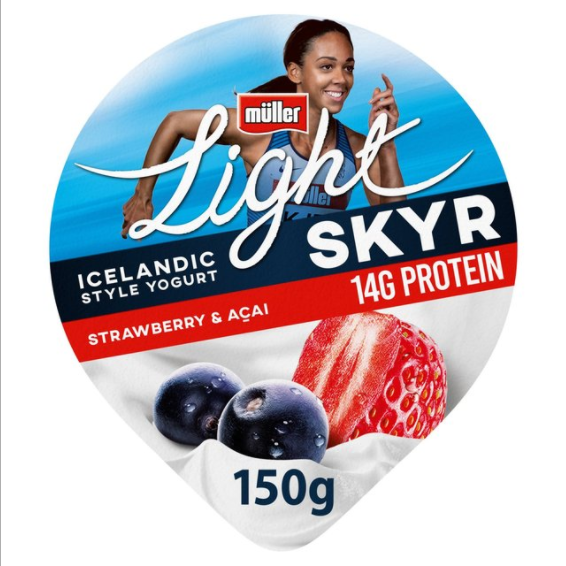 müller
Light
SKYR
ICELANDIC
STYLE YOGURT
14G PROTEIN
STRAWBERRY & AÇAI
150g